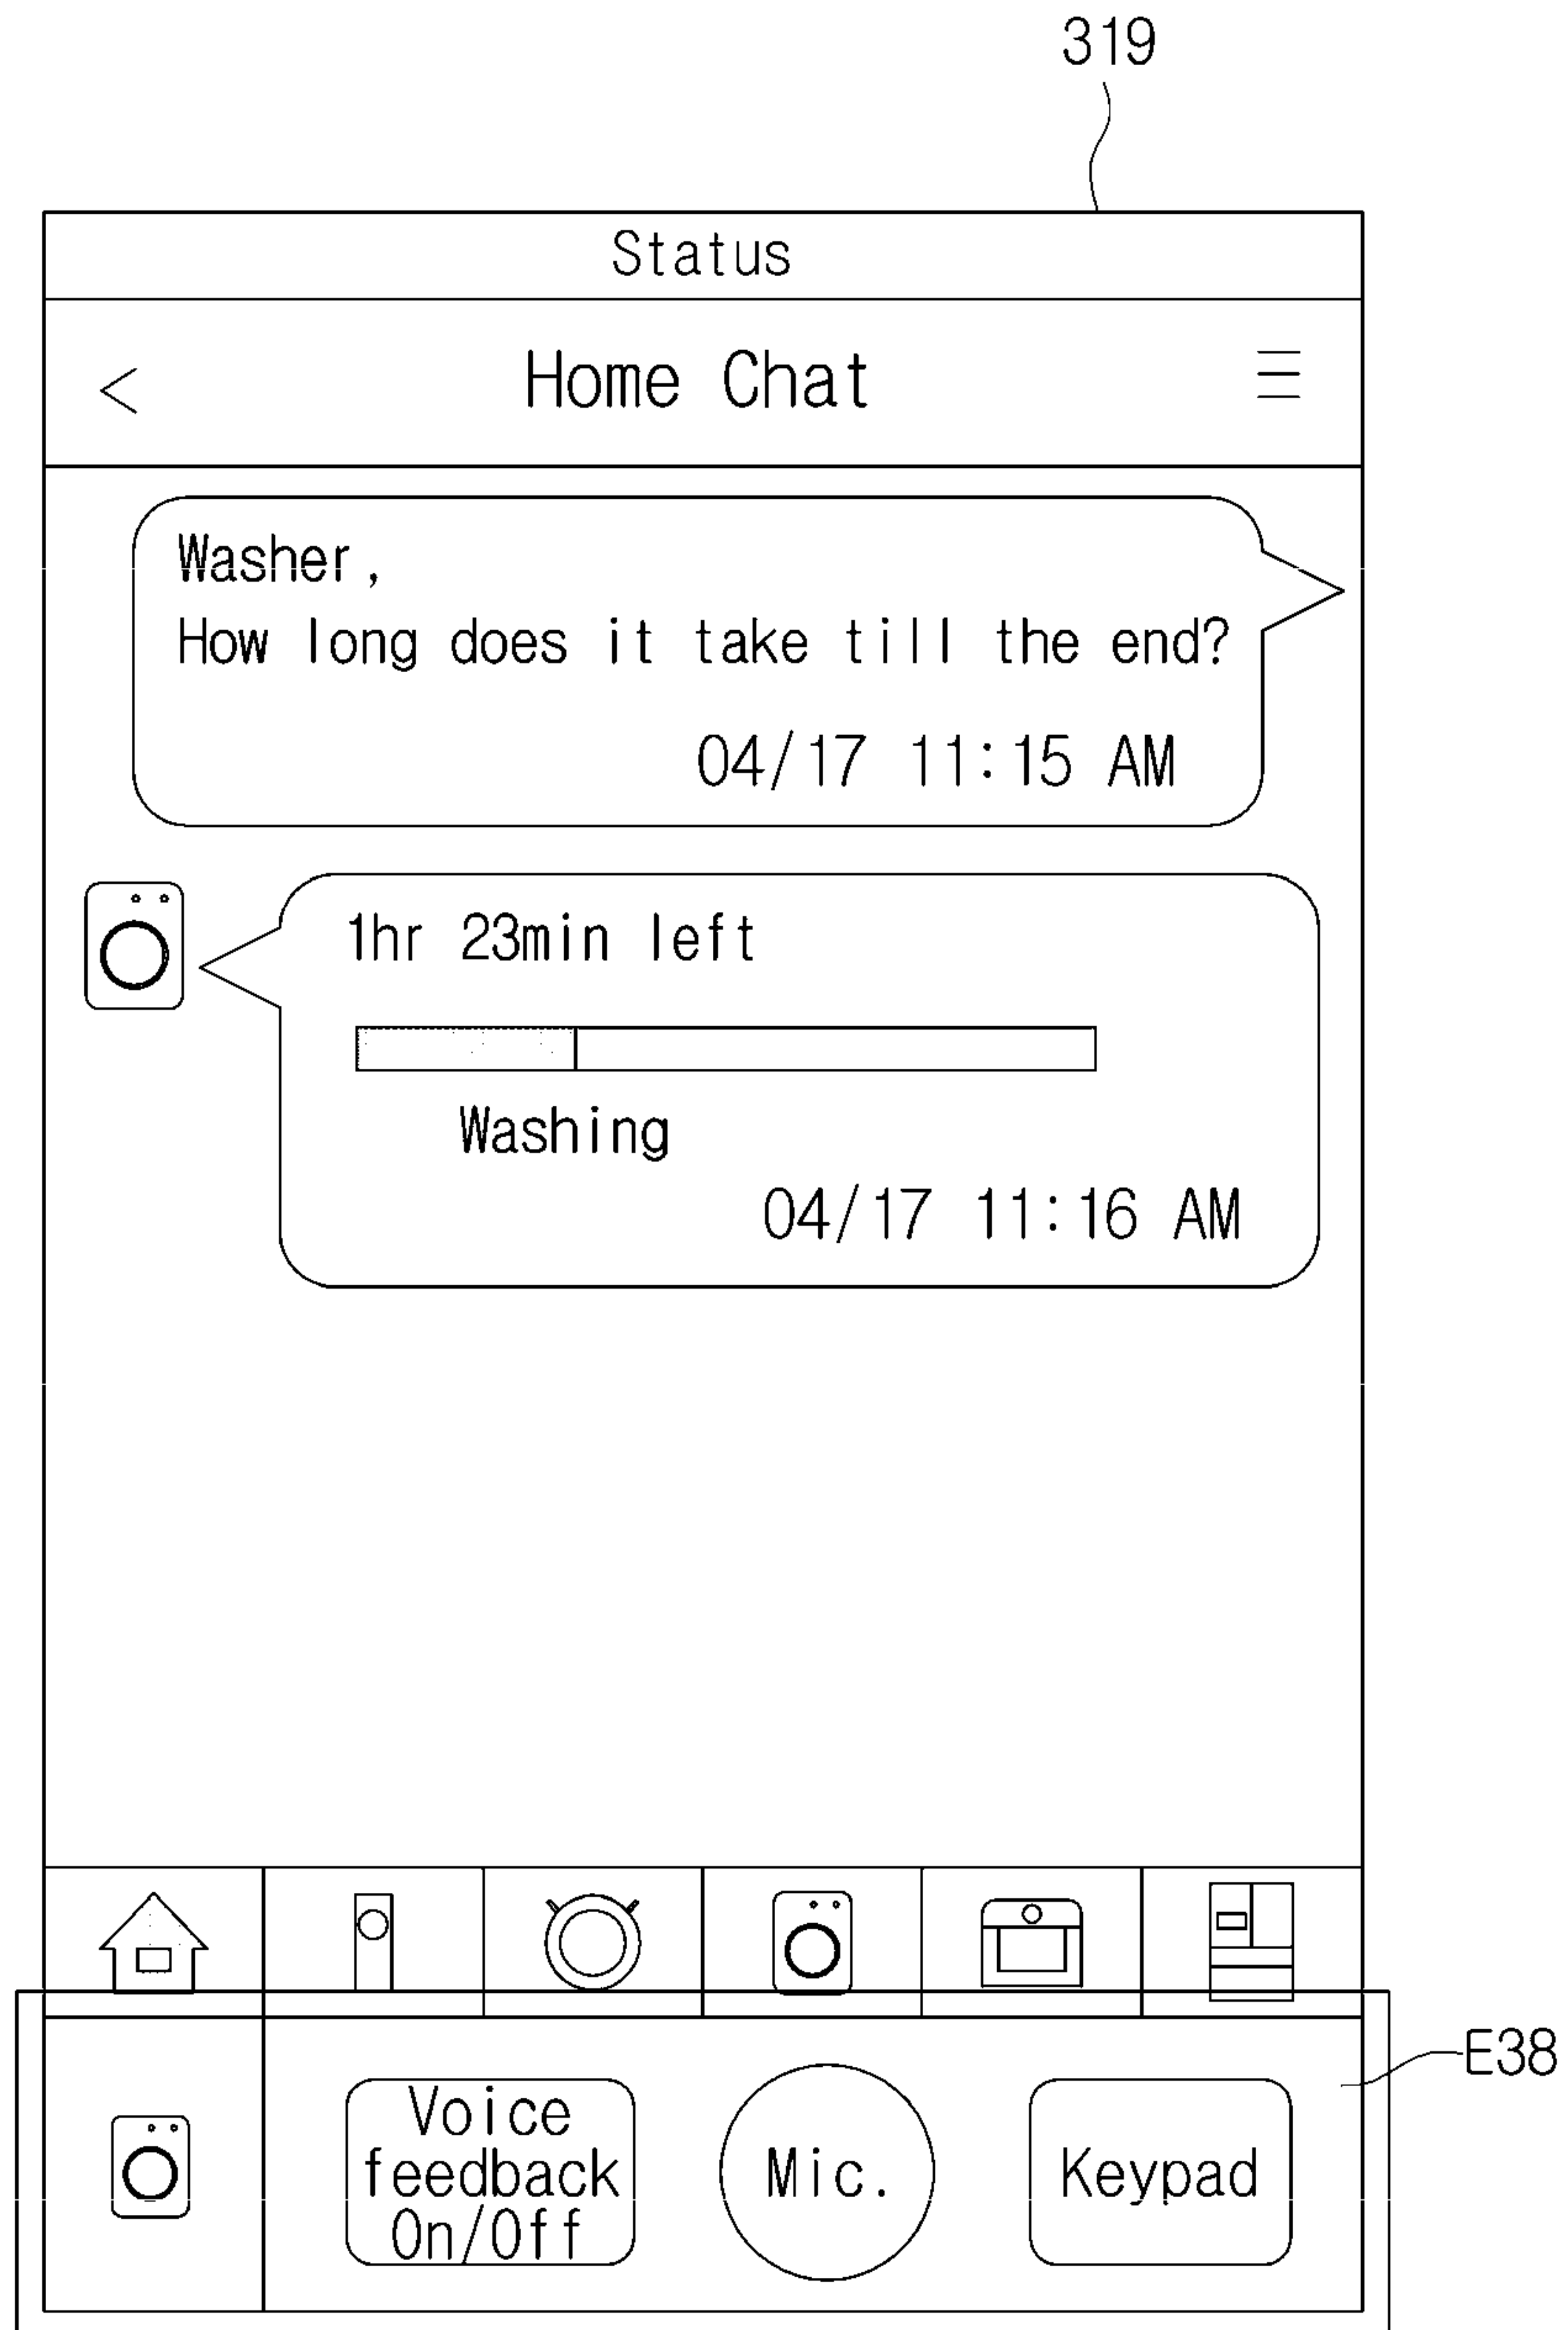 319
Status
Home Chat
Washer,
How long does it take till the end?
04/17 11:15 AM
1hr 23min left
Washing
04/17 11:16 AM
E38
Voice
feedback
On/Off
Mic.
Keypad